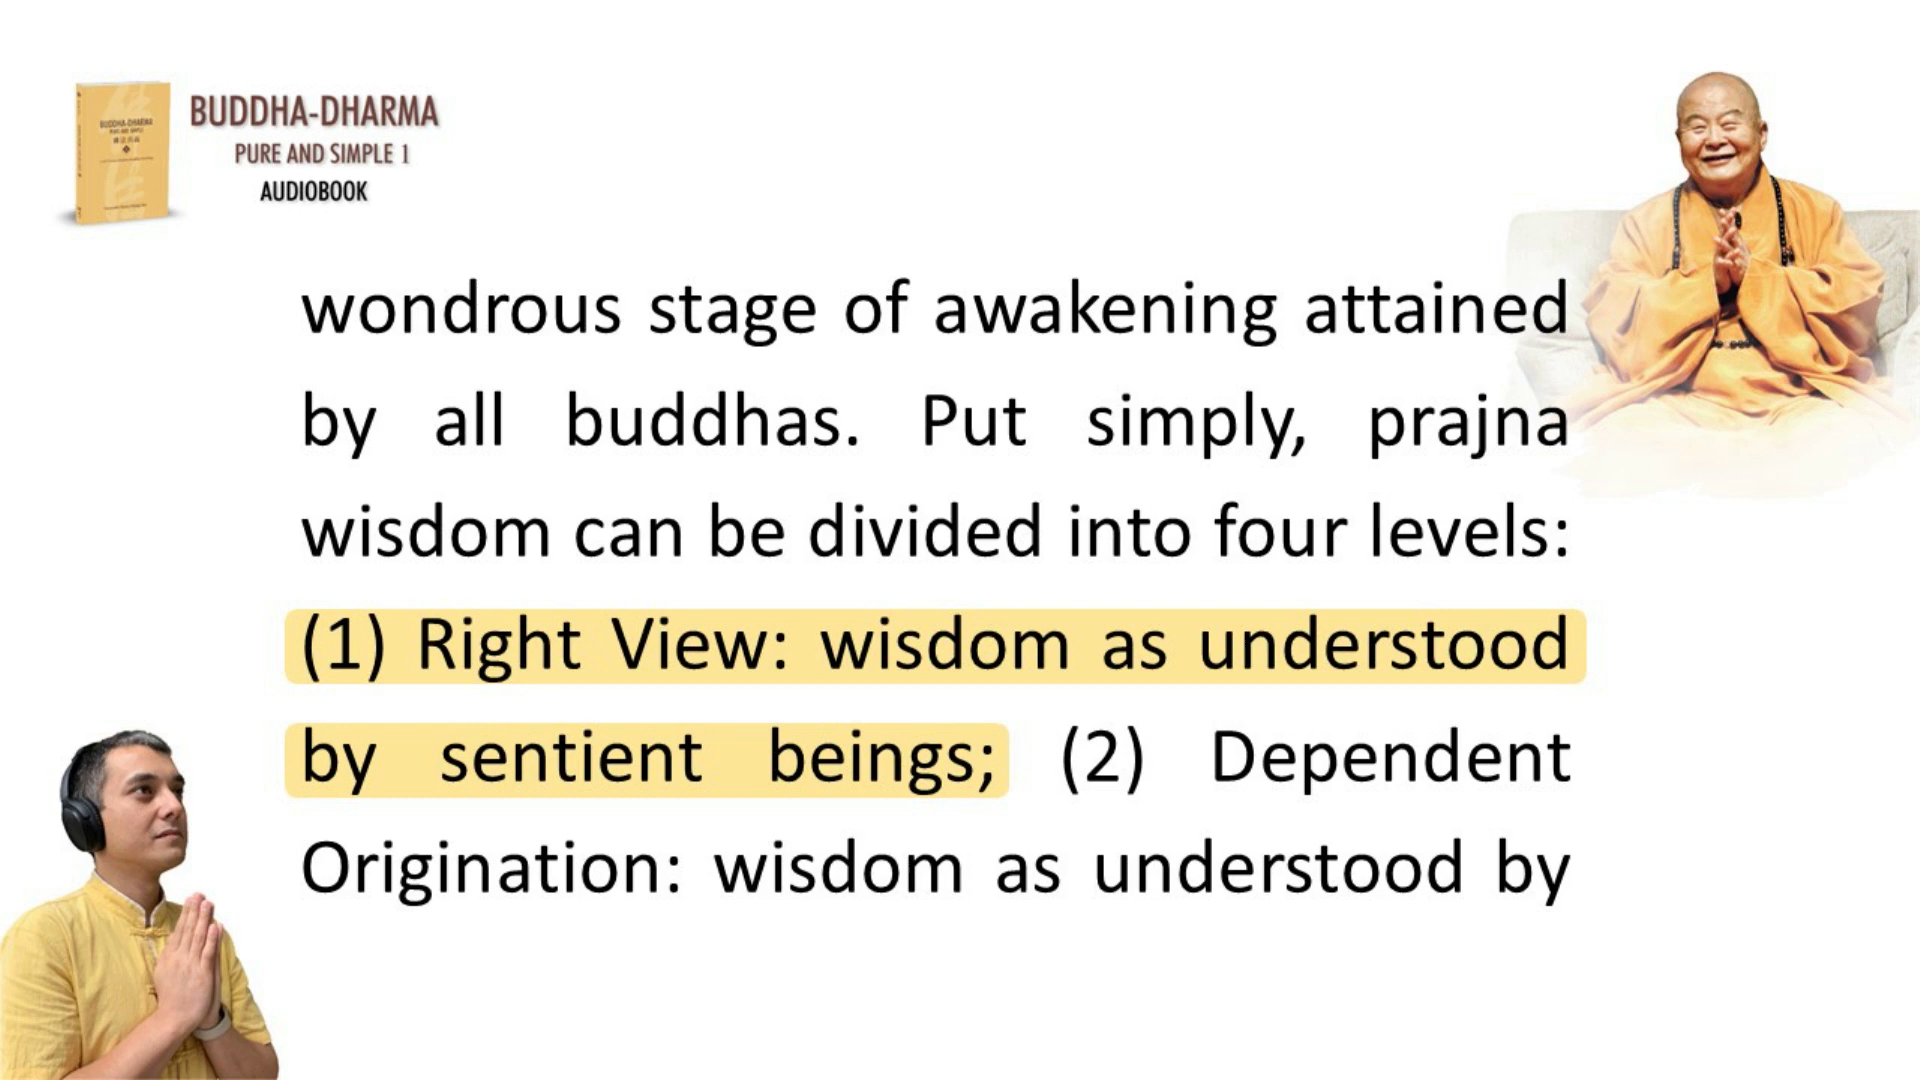 BUDDHA-DHARMA
PURE AND SIMPLE 1
AUDIOBOOK
BUDDHA-DHARMA
wondrous stage of awakening attained
by all buddhas. Put simply, prajna
wisdom can be divided into four levels:
(1) Right View: wisdom as understood
by sentient beings; (2) Dependent
Origination: wisdom as understood by